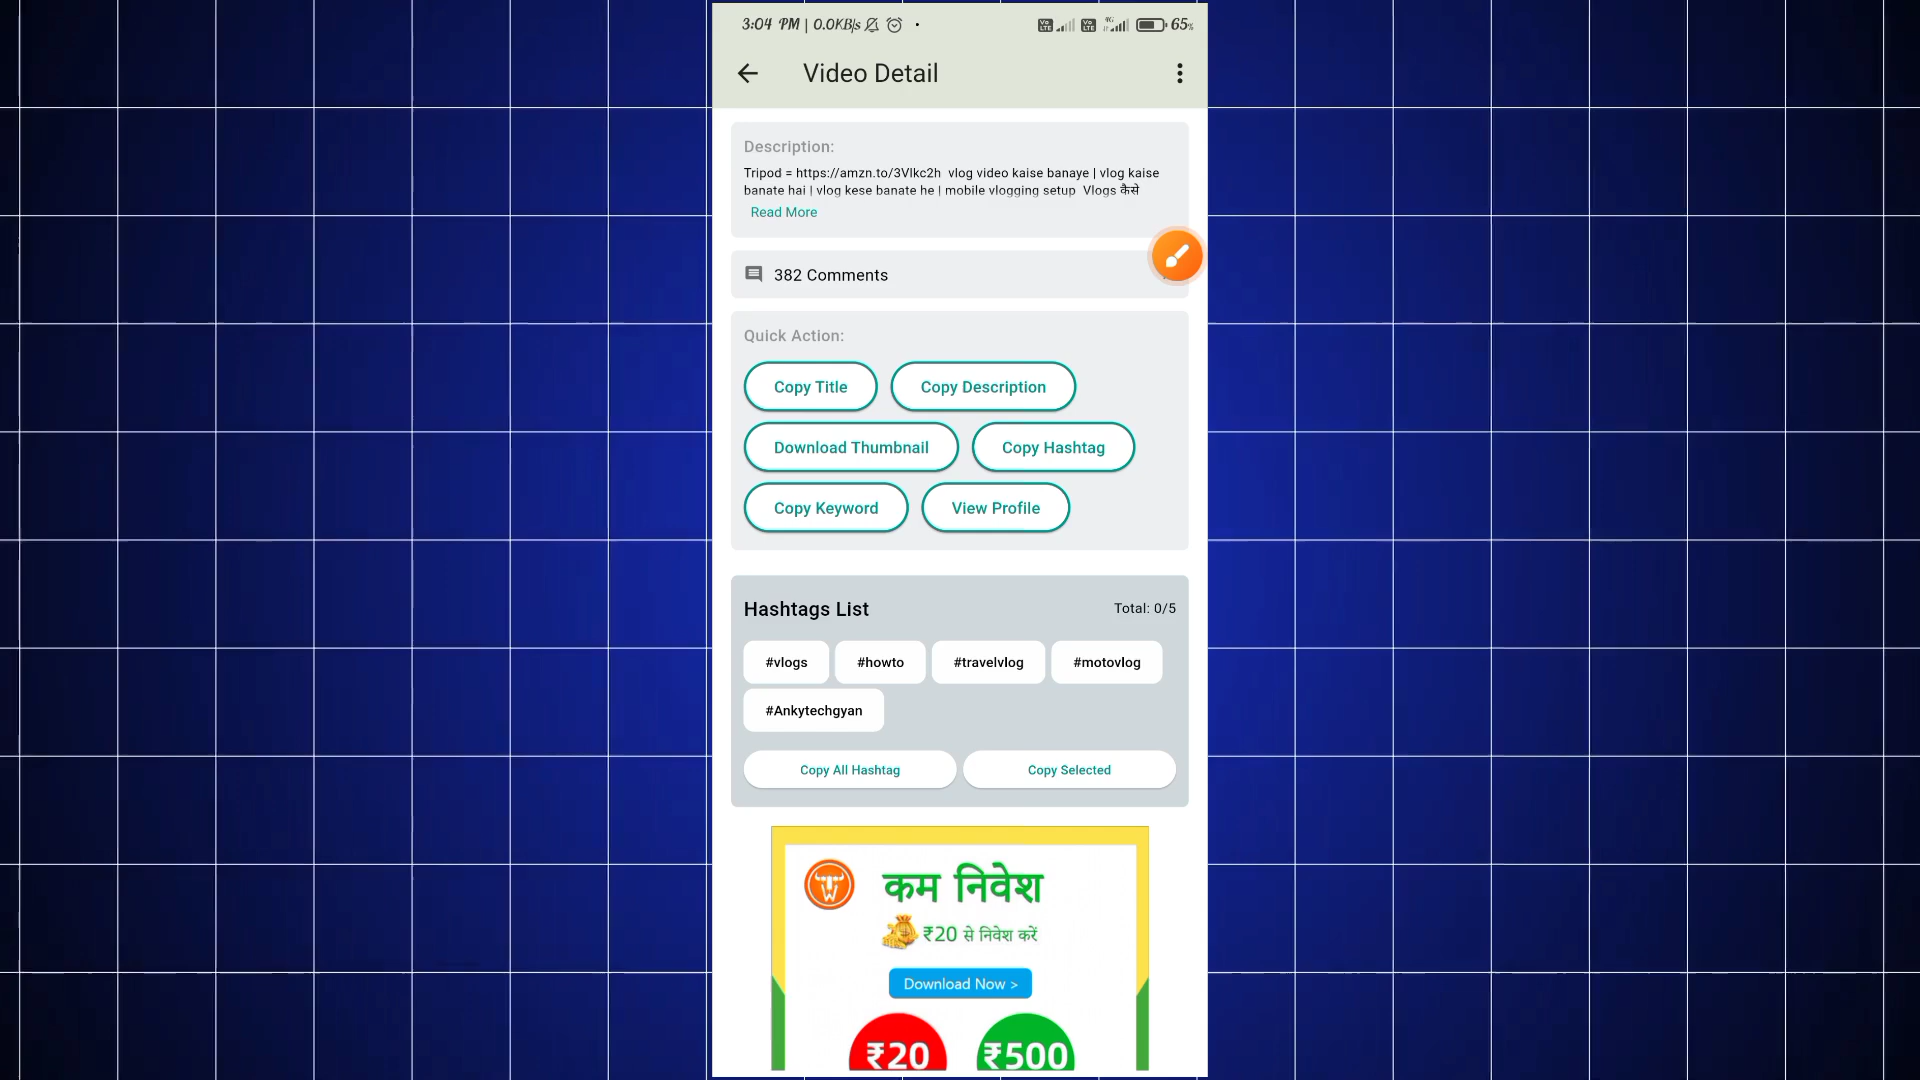 3:04 PM | 0.0KB/s 65%
Video Detail
Description:
Tripod = https://amzn.to/3Vlkc2h vlog video kaise banaye | vlog kaise
banate hai | vlog kese banate he | mobile vlogging setup Vlogs कैसे
Read More
382 Comments
Quick Action:
Copy Title
Copy Description
Download Thumbnail
Copy Hashtag
Copy Keyword
View Profile
Hashtags List
Total: 0/5
#vlogs
#howto
#travelvlog
#motovlog
#Ankytechgyan
Copy All Hashtag
Copy Selected
कम निवेश
₹20 से निवेश करें
Download Now >
₹20
₹500